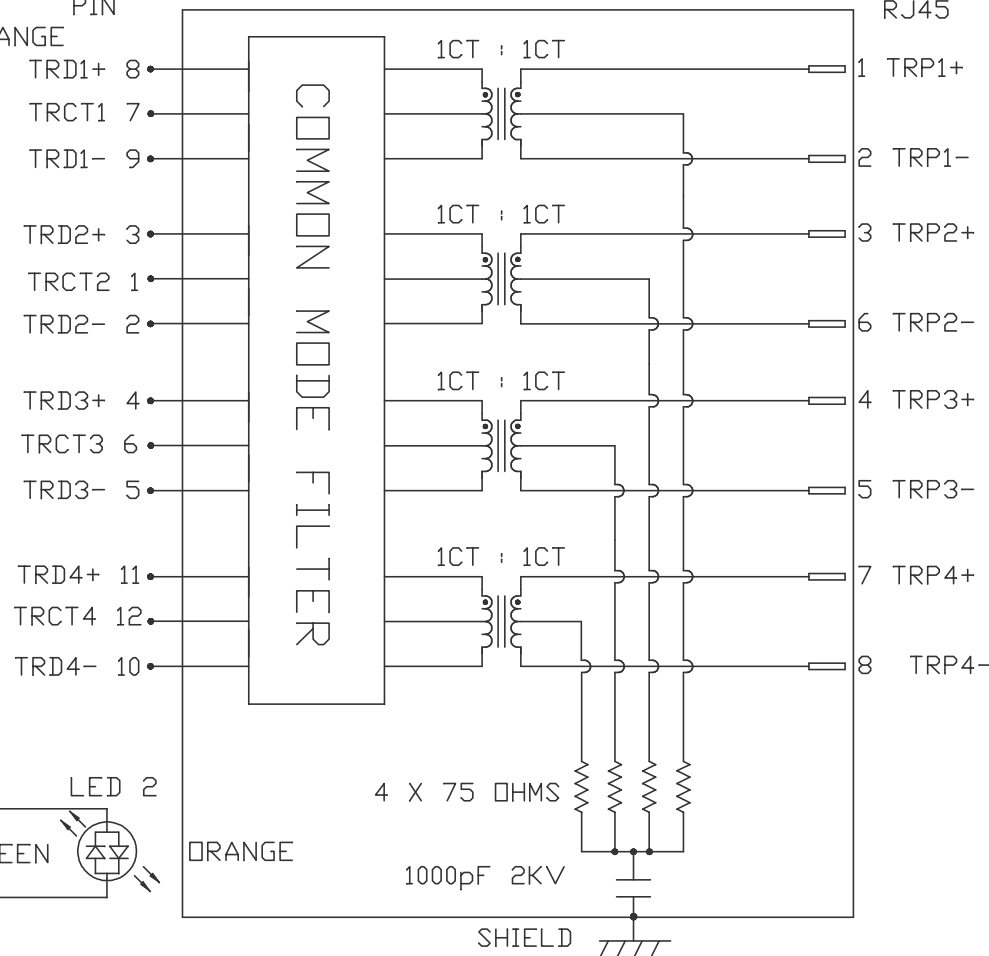 PIN RJ45
ANGE
1CT : 1CT
TRD1+ 8 1 TRP1+
TRCT1 7
TRD1- 9 2 TRP1-
1CT : 1CT
TRD2+ 3 3 TRP2+
TRCT2 1
TRD2- 2 6 TRP2-
1CT : 1CT
TRD3+ 4 4 TRP3+
TRCT3 6
TRD3- 5 5 TRP3-
1CT : 1CT
TRD4+ 11 7 TRP4+
TRCT4 12
TRD4- 10 8 TRP4-
COMMON MODE FILTER
LED 2
4 X 75 OHMS
EEN ORANGE
1000pF 2KV
SHIELD